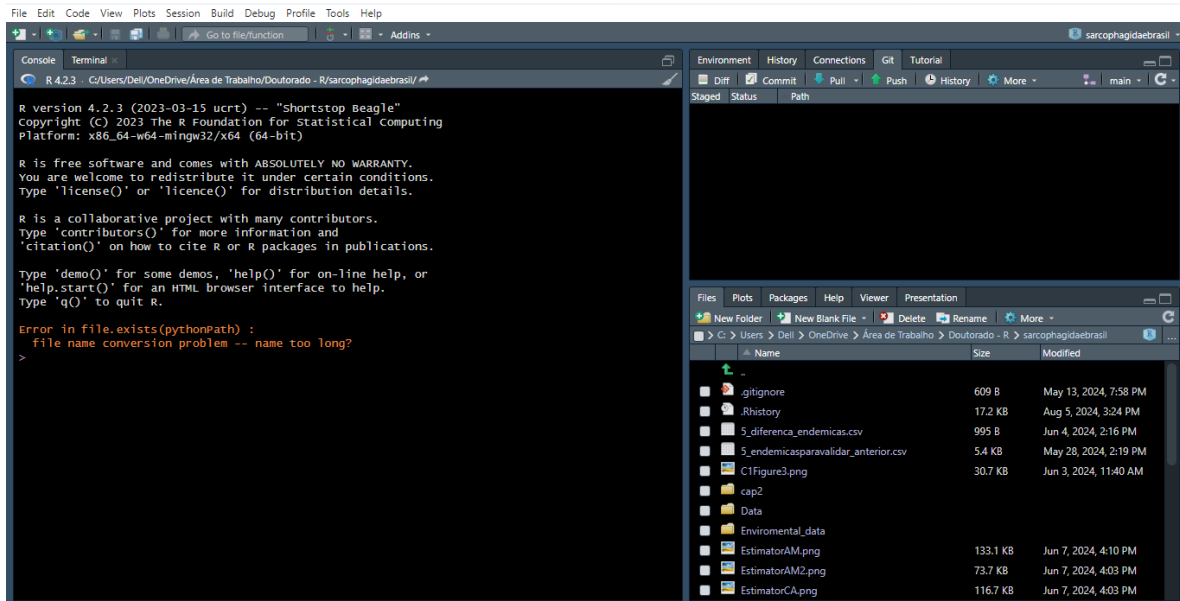 File Edit Code View Plots Session Build Debug Profile Tools Help
Go to file/function Addins sarcophagidaebrasil
Console Terminal
R 4.2.3 · C:/Users/Dell/OneDrive/Área de Trabalho/Doutorado - R/sarcophagidaebrasil/
R version 4.2.3 (2023-03-15 ucrt) -- "Shortstop Beagle"
Copyright (C) 2023 The R Foundation for Statistical Computing
Platform: x86_64-w64-mingw32/x64 (64-bit)
R is free software and comes with ABSOLUTELY NO WARRANTY.
You are welcome to redistribute it under certain conditions.
Type 'license()' or 'licence()' for distribution details.
R is a collaborative project with many contributors.
Type 'contributors()' for more information and
'citation()' on how to cite R or R packages in publications.
Type 'demo()' for some demos, 'help()' for on-line help, or
'help.start()' for an HTML browser interface to help.
Type 'q()' to quit R.
Error in file.exists(pythonPath) :
file name conversion problem -- name too long?
>
Environment History Connections Git Tutorial
Diff Commit Pull Push History More main
Staged Status Path
Files Plots Packages Help Viewer Presentation
New Folder New Blank File Delete Rename More
C: > Users > Dell > OneDrive > Área de Trabalho > Doutorado - R > sarcophagidaebrasil ...
Name Size Modified
..
.gitignore 609 B May 13, 2024, 7:58 PM
.Rhistory 17.2 KB Aug 5, 2024, 3:24 PM
5_diferenca_endemicas.csv 995 B Jun 4, 2024, 2:16 PM
5_endemicasparavalidar_anterior.csv 5.4 KB May 28, 2024, 2:19 PM
C1Figure3.png 30.7 KB Jun 3, 2024, 11:40 AM
cap2
Data
Enviromental_data
EstimatorAM.png 133.1 KB Jun 7, 2024, 4:10 PM
EstimatorAM2.png 73.7 KB Jun 7, 2024, 4:03 PM
EstimatorCA.png 116.7 KB Jun 7, 2024, 4:03 PM